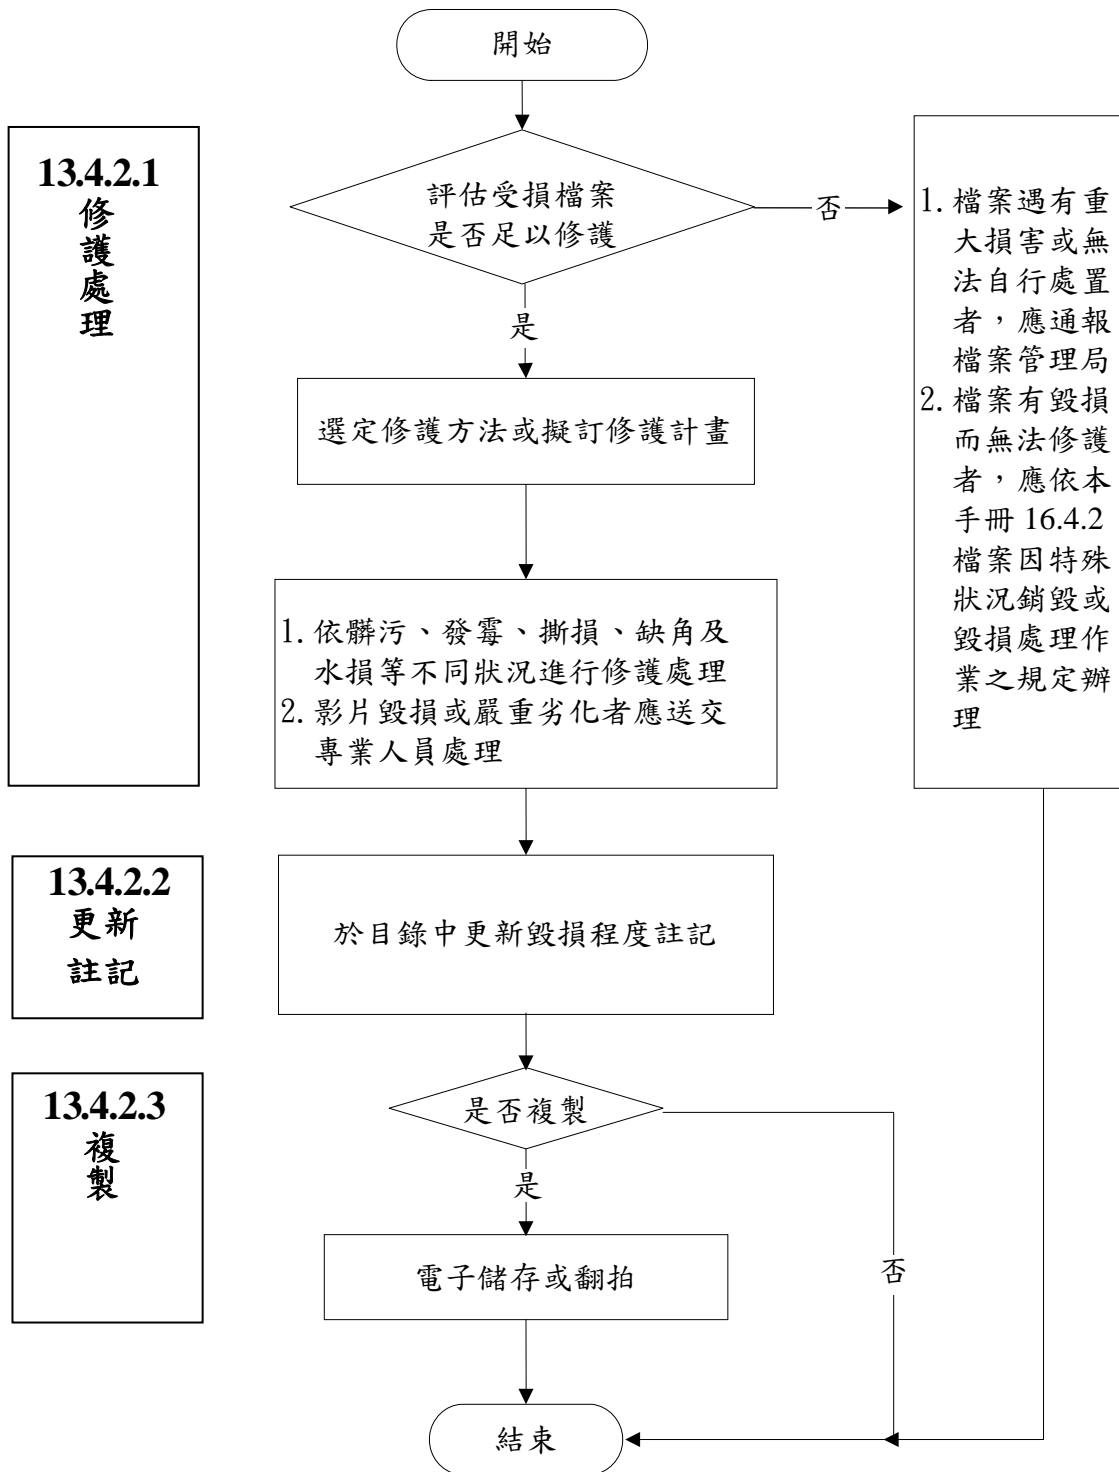 開始
13.4.2.1
修
護
處
理
評估受損檔案
是否足以修護
否
1. 檔案遇有重
大損害或無
法自行處置
者，應通報
檔案管理局
2. 檔案有毀損
而無法修護
者，應依本
手冊 16.4.2
檔案因特殊
狀況銷毀或
毀損處理作
業之規定辦
理
是
選定修護方法或擬訂修護計畫
1. 依髒污、發霉、撕損、缺角及
水損等不同狀況進行修護處理
2. 影片毀損或嚴重劣化者應送交
專業人員處理
13.4.2.2
更新
註記
於目錄中更新毀損程度註記
13.4.2.3
複
製
是否複製
是
否
電子儲存或翻拍
結束